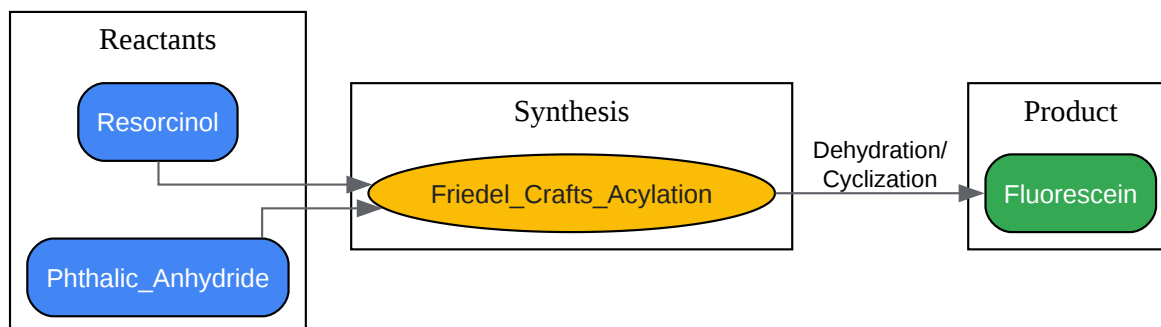 Reactants
Resorcinol
Phthalic_Anhydride
Synthesis
Friedel_Crafts_Acylation
Dehydration/
Cyclization
Product
Fluorescein